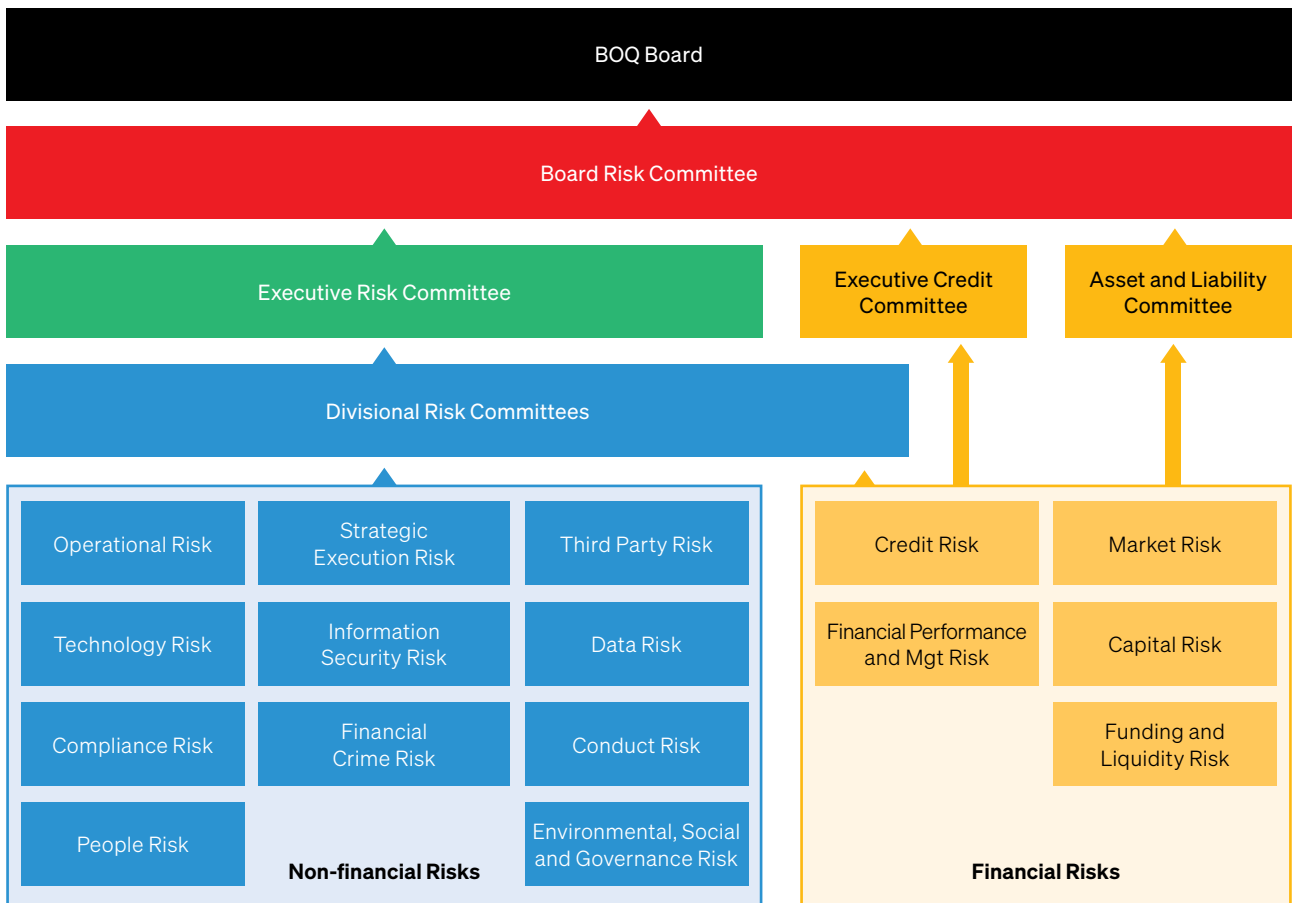 BOQ Board
Board Risk Committee
Executive Risk Committee
Executive Credit
Committee
Asset and Liability
Committee
Divisional Risk Committees
Operational Risk
Strategic
Execution Risk
Third Party Risk
Technology Risk
Information
Security Risk
Data Risk
Compliance Risk
Financial
Crime Risk
Conduct Risk
People Risk
Environmental, Social
and Governance Risk
Non-financial Risks
Credit Risk
Market Risk
Financial Performance
and Mgt Risk
Capital Risk
Funding and
Liquidity Risk
Financial Risks